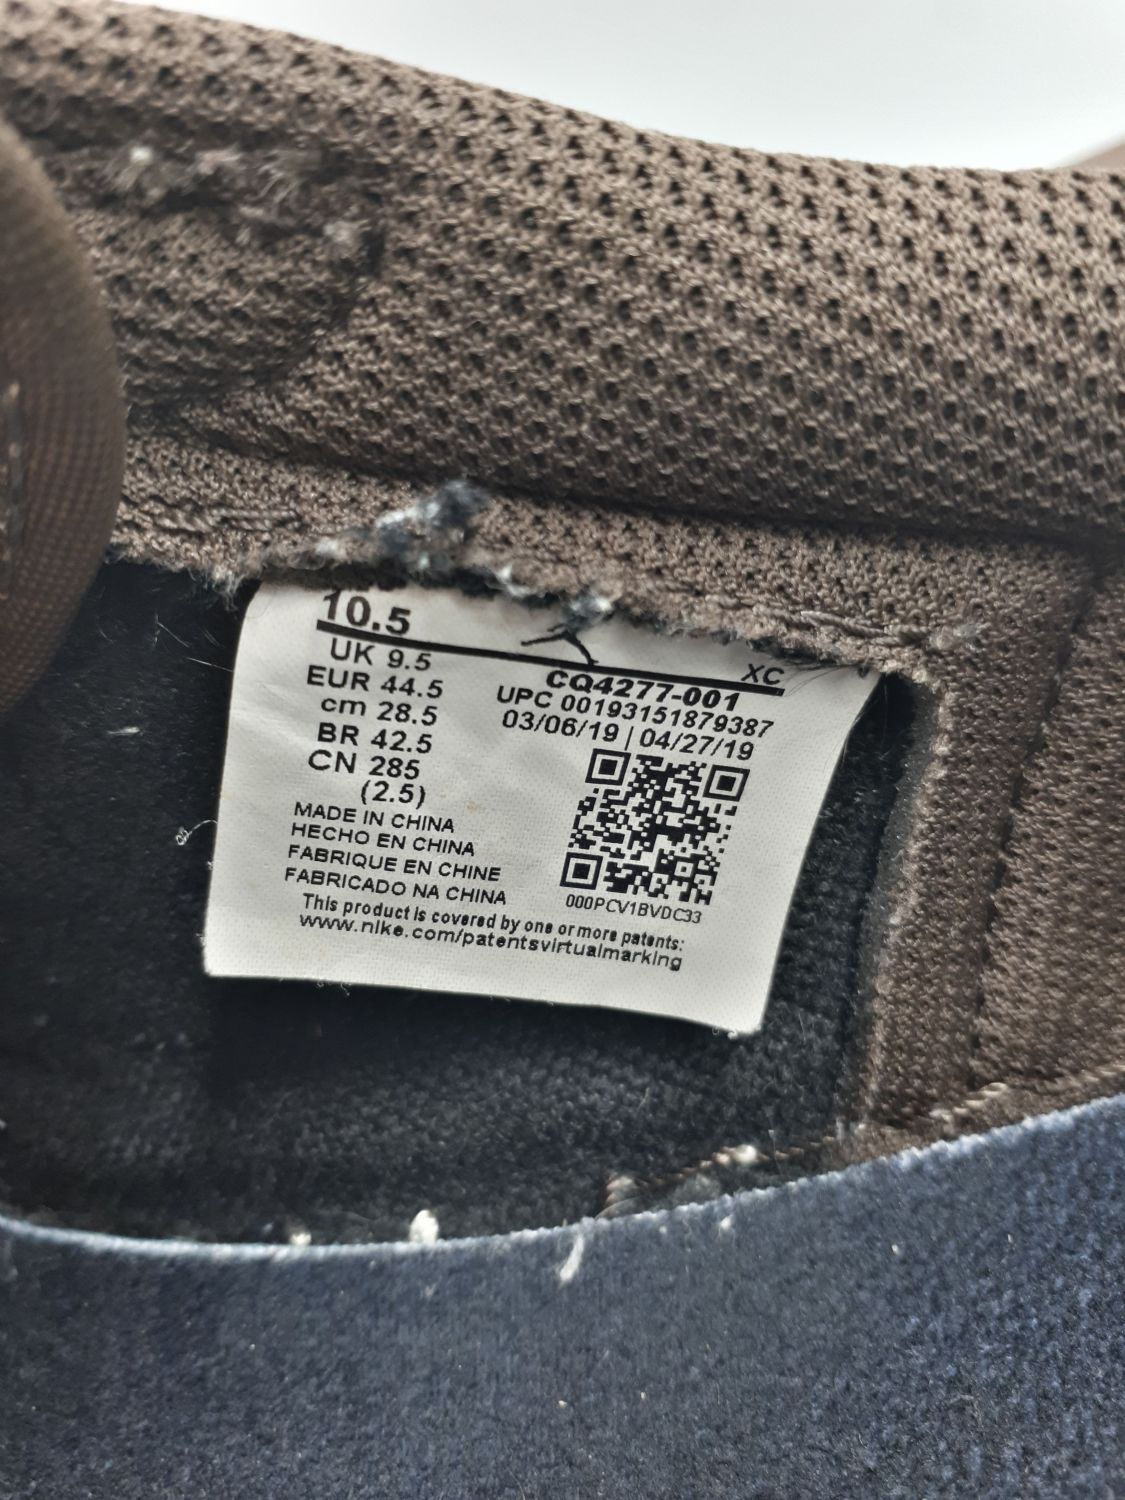 10.5
UK 9.5
EUR 44.5
cm 28.5
BR 42.5
CN 285
(2.5)
XC
CQ4277-001
UPC 00193151879387
03/06/19 | 04/27/19
MADE IN CHINA
HECHO EN CHINA
FABRIQUE EN CHINE
FABRICADO NA CHINA
000PCV1BVDC33
This product is covered by one or more patents:
www.nike.com/patentsvirtualmarking